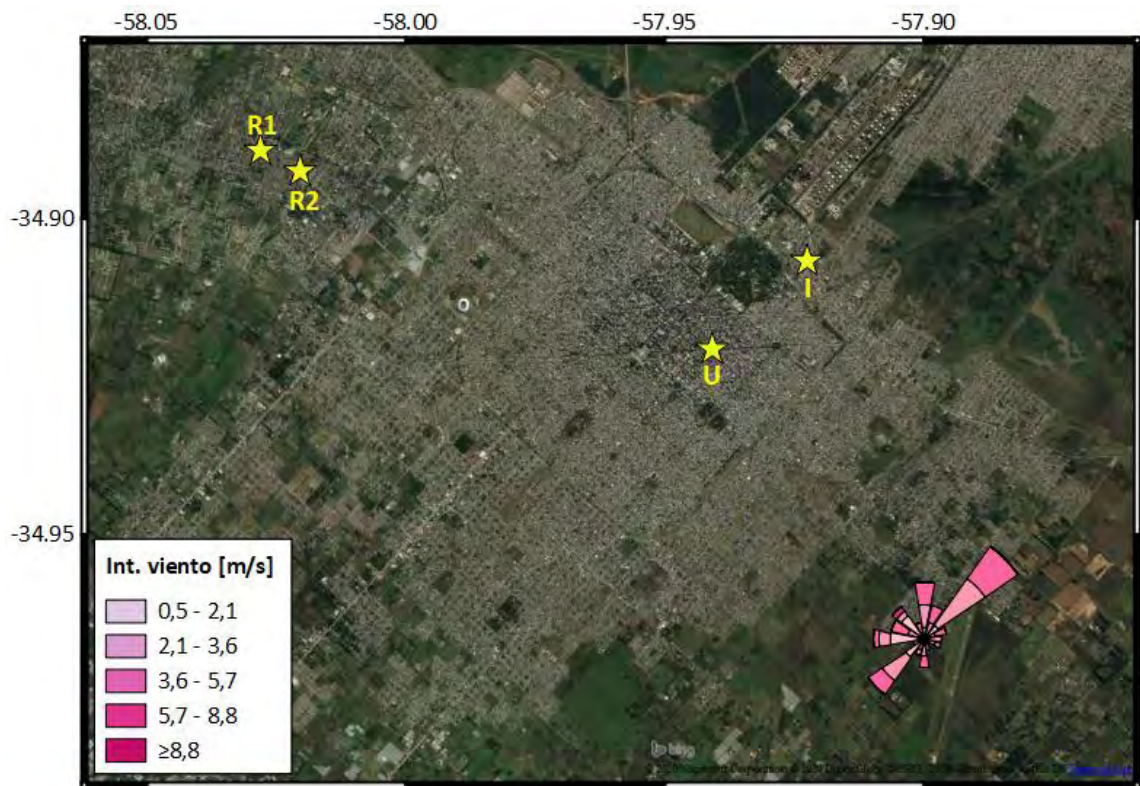 -58.05 -58.00 -57.95 -57.90
R1
R2
-34.90
I
U
-34.95
Int. viento [m/s]
0,5 - 2,1
2,1 - 3,6
3,6 - 5,7
5,7 - 8,8
≥8,8
bing